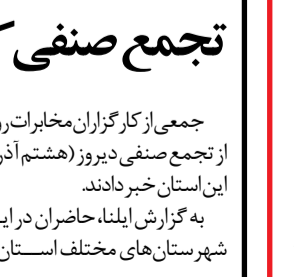 تجمع صنفی
جمعی از کارگزاران مخابرات
از تجمع صنفی دیروز (هشتم آذر
این استان خبر دادند.
به گزارش ایلنا، حاضران در
شهرستان‌های مختلف اســتان